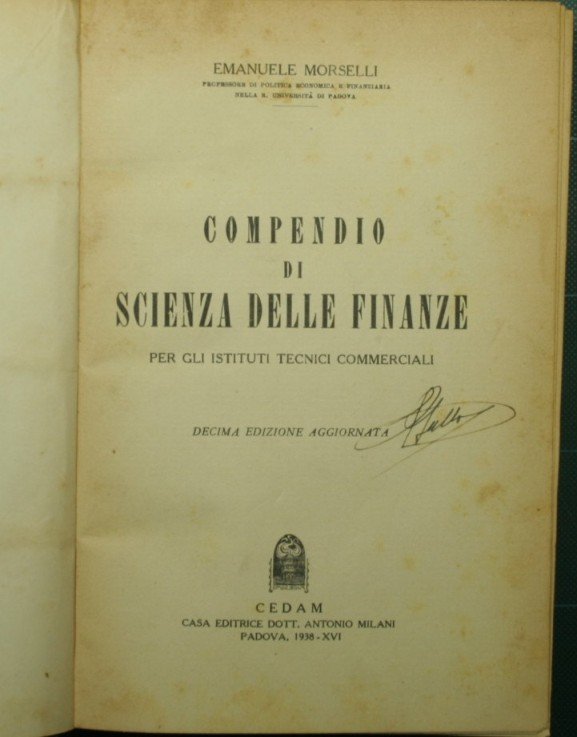 EMANUELE MORSELLI
PROFESSORE DI POLITICA ECONOMICA E FINANZIARIA
NELLA R. UNIVERSITÀ DI PADOVA
COMPENDIO
DI
SCIENZA DELLE FINANZE
PER GLI ISTITUTI TECNICI COMMERCIALI
DECIMA EDIZIONE AGGIORNATA
CEDAM
CASA EDITRICE DOTT. ANTONIO MILANI
PADOVA, 1938-XVI